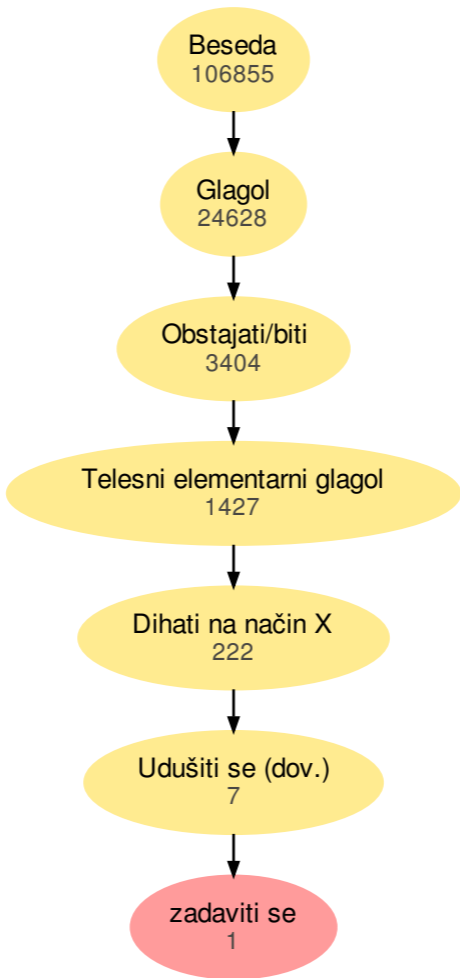 Beseda
106855
Glagol
24628
Obstajati/biti
3404
Telesni elementarni glagol
1427
Dihati na način X
222
Udušiti se (dov.)
7
zadaviti se
1